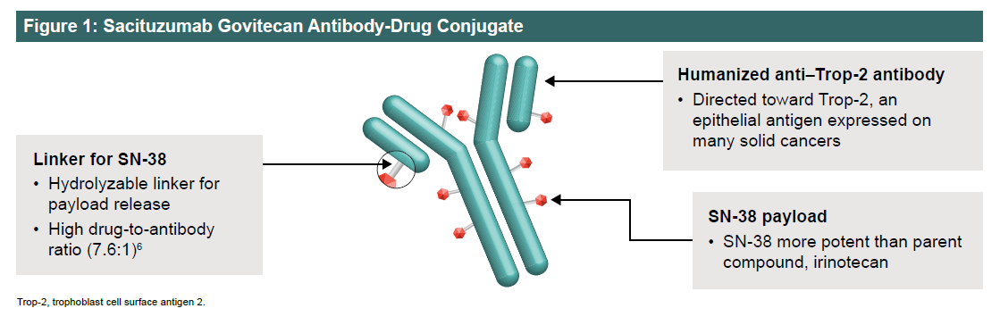 Figure 1: Sacituzumab Govitecan Antibody-Drug Conjugate
Humanized anti–Trop-2 antibody
• Directed toward Trop-2, an
epithelial antigen expressed on
many solid cancers
Linker for SN-38
• Hydrolyzable linker for
payload release
• High drug-to-antibody
ratio (7.6:1)⁶
SN-38 payload
• SN-38 more potent than parent
compound, irinotecan
Trop-2, trophoblast cell surface antigen 2.